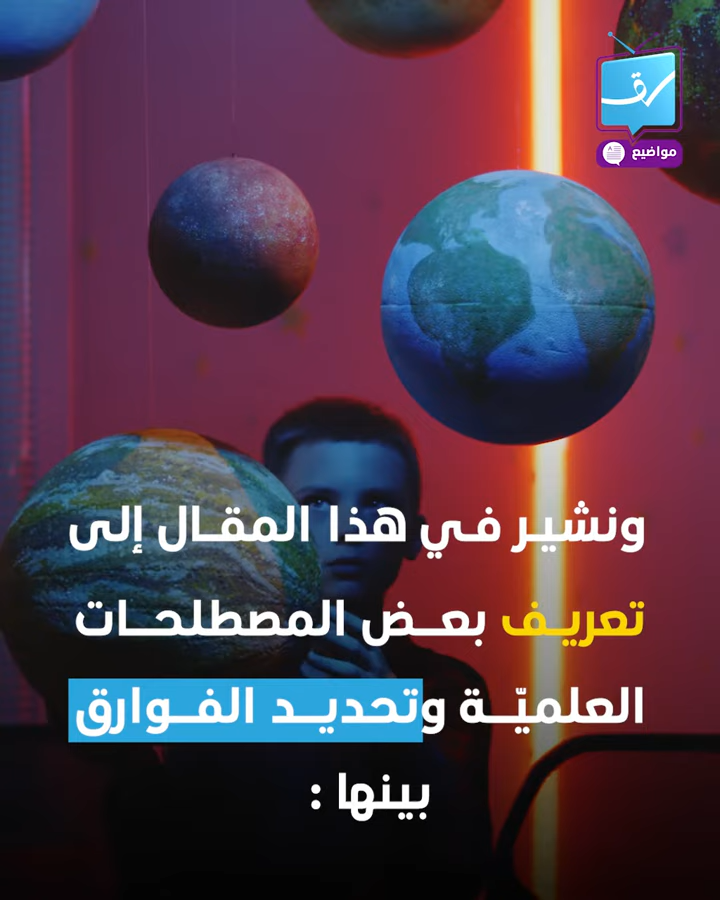 مواضيع
ونشير في هذا المقال إلى
تعريف بعض المصطلحات
العلميّة وتحديد الفوارق
بينها :